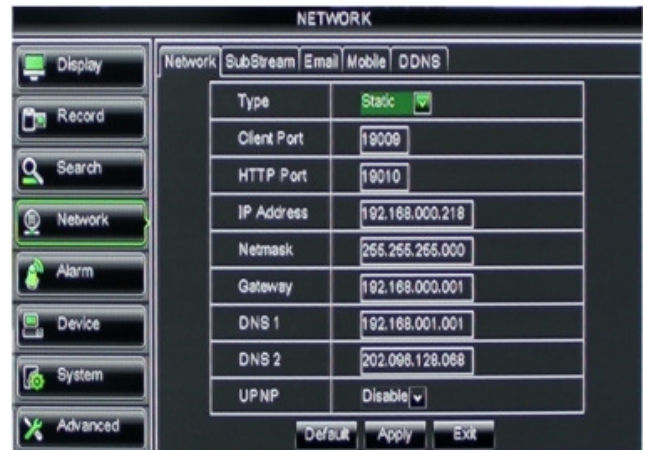 NETWORK
Display
Record
Search
Network
Alarm
Device
System
Advanced
Network SubStream Email Mobile DDNS
Type Static
Client Port 19009
HTTP Port 19010
IP Address 192.168.000.218
Netmask 255.255.255.000
Gateway 192.168.000.001
DNS 1 192.168.001.001
DNS 2 202.096.128.068
UPNP Disable
Default Apply Exit